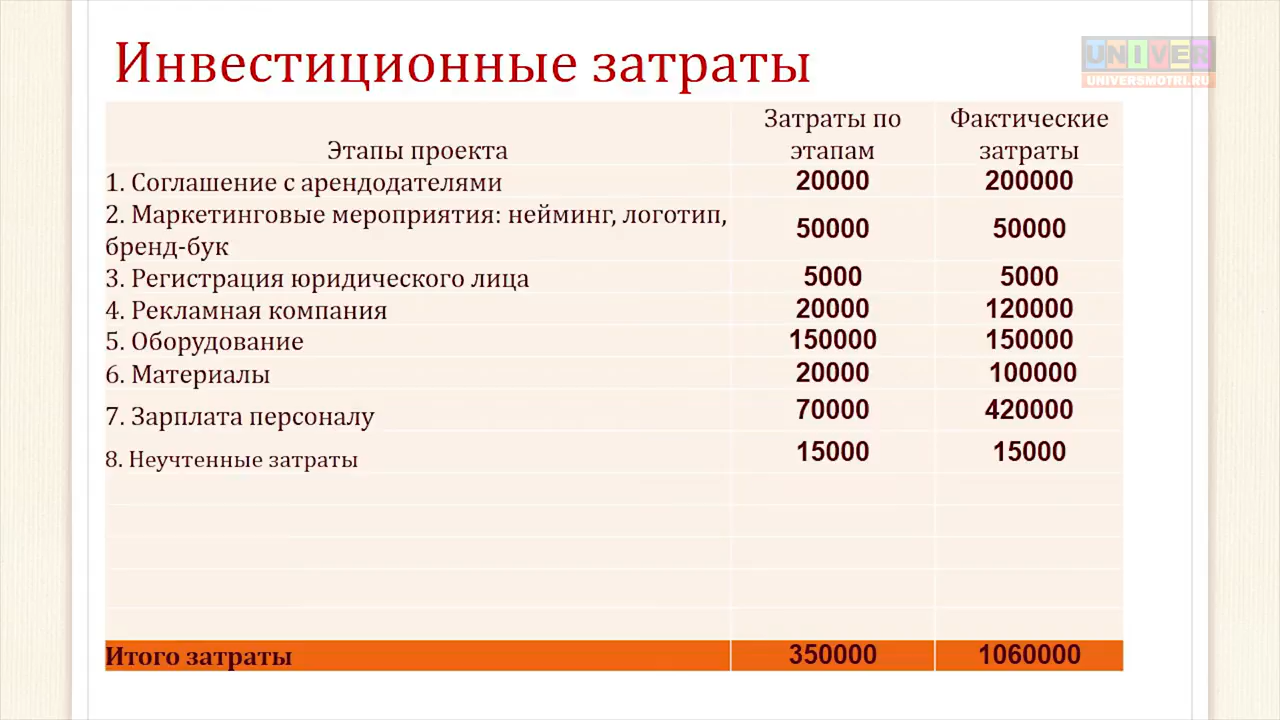 Инвестиционные затраты
UNIVER
UNIVERSMOTRI.RU
Этапы проекта
Затраты по
этапам
Фактические
затраты
1. Соглашение с арендодателями 20000 200000
2. Маркетинговые мероприятия: нейминг, логотип,
бренд-бук 50000 50000
3. Регистрация юридического лица 5000 5000
4. Рекламная компания 20000 120000
5. Оборудование 150000 150000
6. Материалы 20000 100000
7. Зарплата персоналу 70000 420000
8. Неучтенные затраты 15000 15000
Итого затраты 350000 1060000